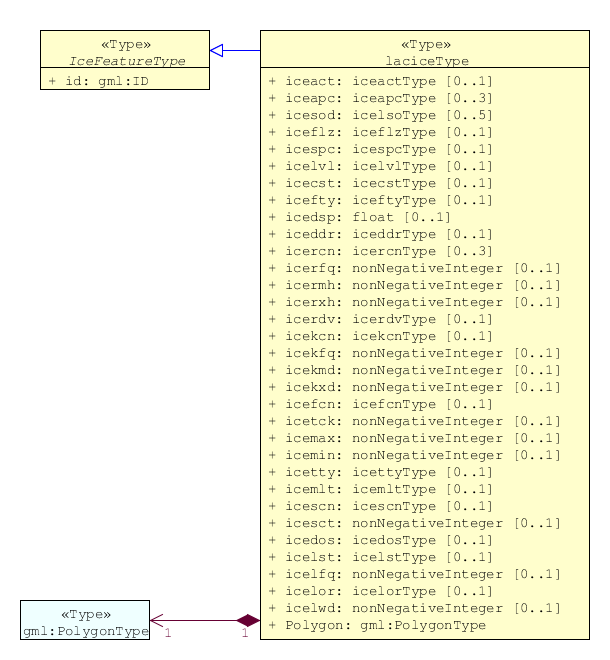 «Type»
IceFeatureType
+ id: gml:ID
«Type»
laciceType
+ iceact: iceactType [0..1]
+ iceapc: iceapcType [0..3]
+ icesod: icelsoType [0..5]
+ iceflz: iceflzType [0..1]
+ icespc: icespcType [0..1]
+ icelvl: icelvlType [0..1]
+ icecst: icecstType [0..1]
+ icefty: iceftyType [0..1]
+ icedsp: float [0..1]
+ iceddr: iceddrType [0..1]
+ icercn: icercnType [0..3]
+ icerfq: nonNegativeInteger [0..1]
+ icermh: nonNegativeInteger [0..1]
+ icerxh: nonNegativeInteger [0..1]
+ icerdv: icerdvType [0..1]
+ icekcn: icekcnType [0..1]
+ icekfq: nonNegativeInteger [0..1]
+ icekmd: nonNegativeInteger [0..1]
+ icekxd: nonNegativeInteger [0..1]
+ icefcn: icefcnType [0..1]
+ icetck: nonNegativeInteger [0..1]
+ icemax: nonNegativeInteger [0..1]
+ icemin: nonNegativeInteger [0..1]
+ icetty: icettyType [0..1]
+ icemlt: icemltType [0..1]
+ icescn: icescnType [0..1]
+ icesct: nonNegativeInteger [0..1]
+ icedos: icedosType [0..1]
+ icelst: icelstType [0..1]
+ icelfq: nonNegativeInteger [0..1]
+ icelor: icelorType [0..1]
+ icelwd: nonNegativeInteger [0..1]
+ Polygon: gml:PolygonType
«Type»
gml:PolygonType
1
1